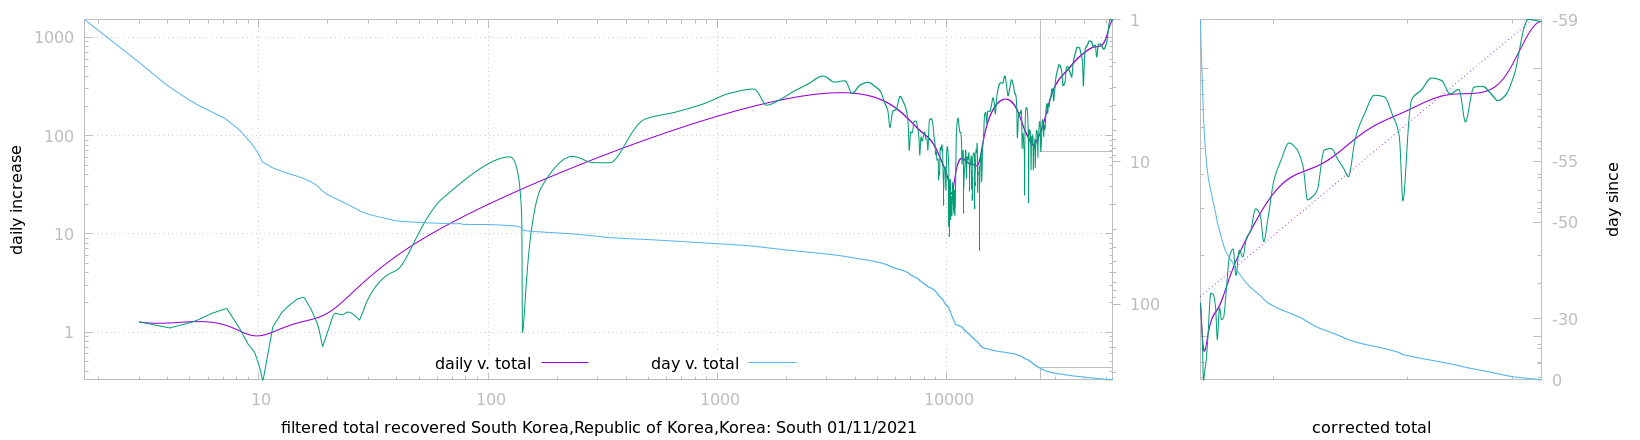 1000
100
10
1
daily increase
10
100
1000
10000
1
10
100
daily v. total
day v. total
filtered total recovered South Korea,Republic of Korea,Korea: South 01/11/2021
-59
-55
-50
-30
0
day since
corrected total